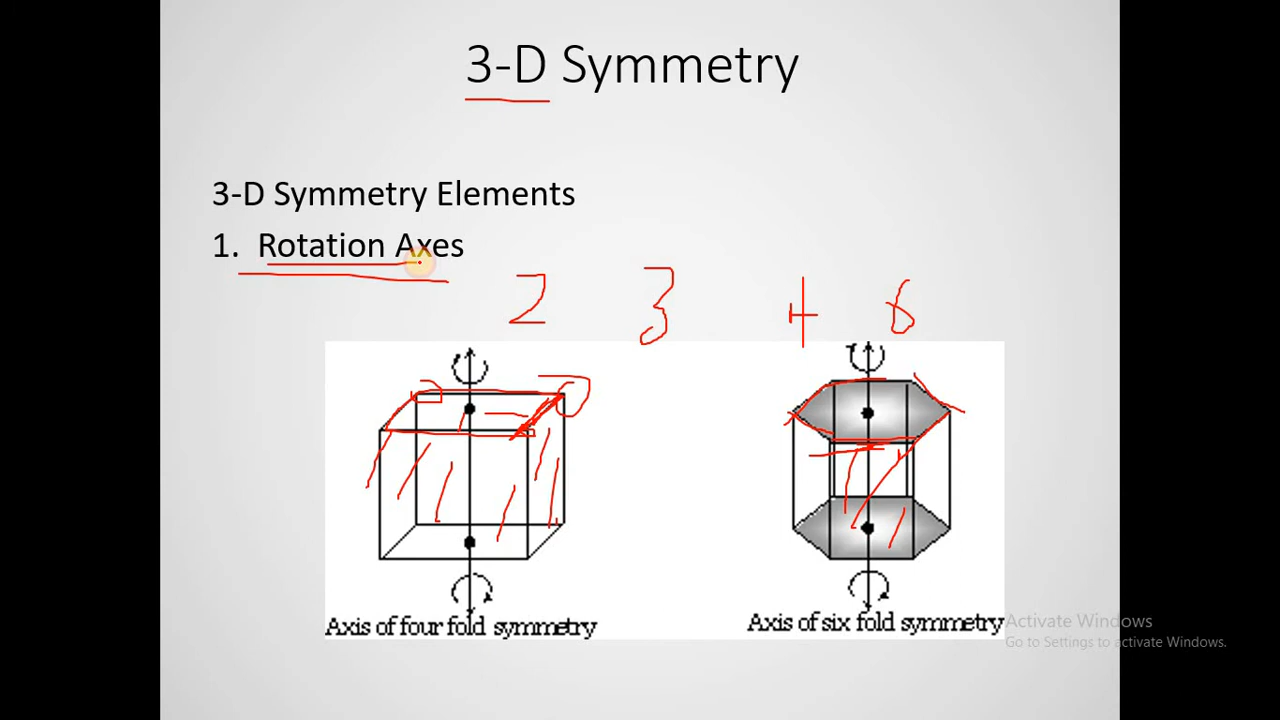 3-D Symmetry
3-D Symmetry Elements
1. Rotation Axes
2 3 4 6
Axis of four fold symmetry
Axis of six fold symmetry
Activate Windows
Go to Settings to activate Windows.